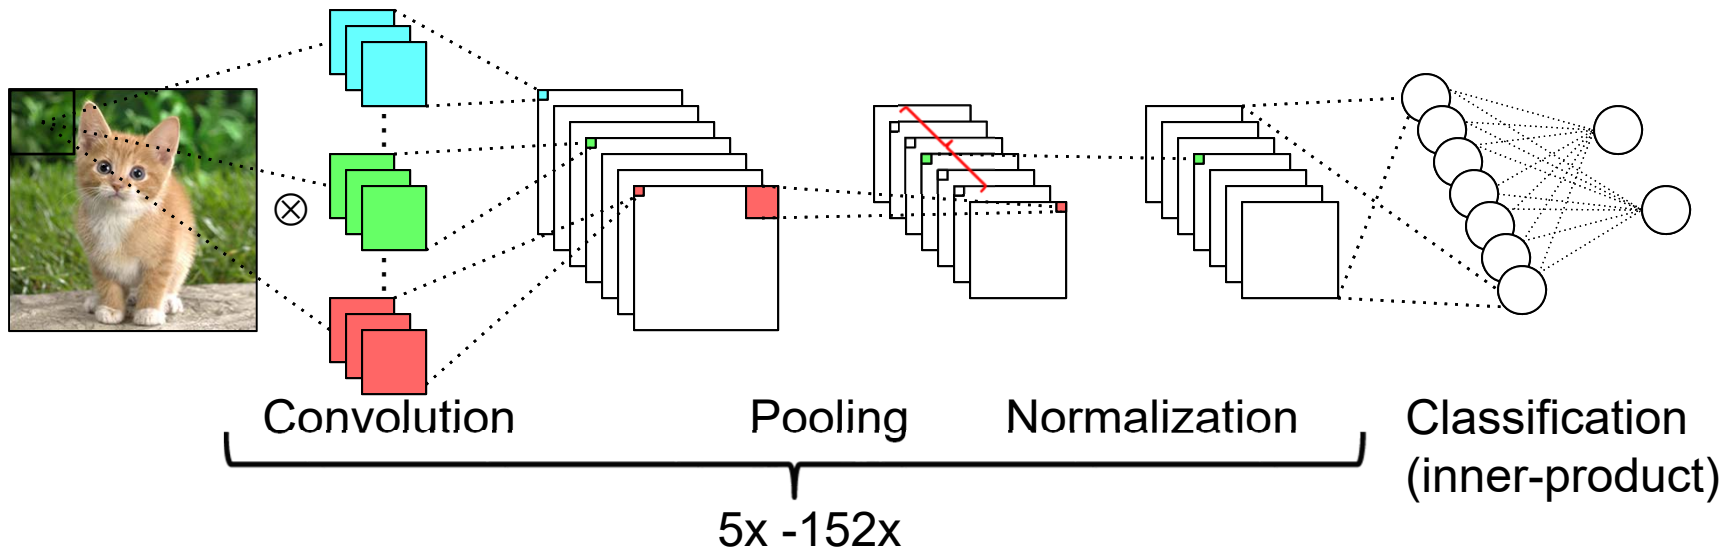 Convolution
Pooling
Normalization
Classification
(inner-product)
5x -152x